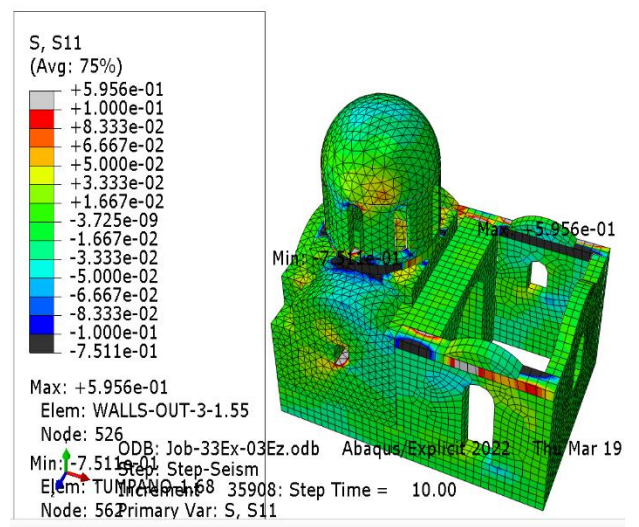 S, S11
(Avg: 75%)
+5.956e-01
+1.000e-01
+8.333e-02
+6.667e-02
+5.000e-02
+3.333e-02
+1.667e-02
-3.725e-09
-1.667e-02
-3.333e-02
-5.000e-02
-6.667e-02
-8.333e-02
-1.000e-01
-7.511e-01
Max: +5.956e-01
Min: -7.511e-01
Max: +5.956e-01
Elem: WALLS-OUT-3-1.55
Node: 526
Min: -7.511e-01
Elem: TUMPANO-1.68
Node: 562
ODB: Job-33Ex-03Ez.odb Abaqus/Explicit 2022 Thu Mar 19
Step: Step-Seism
Increment 35908: Step Time = 10.00
Primary Var: S, S11